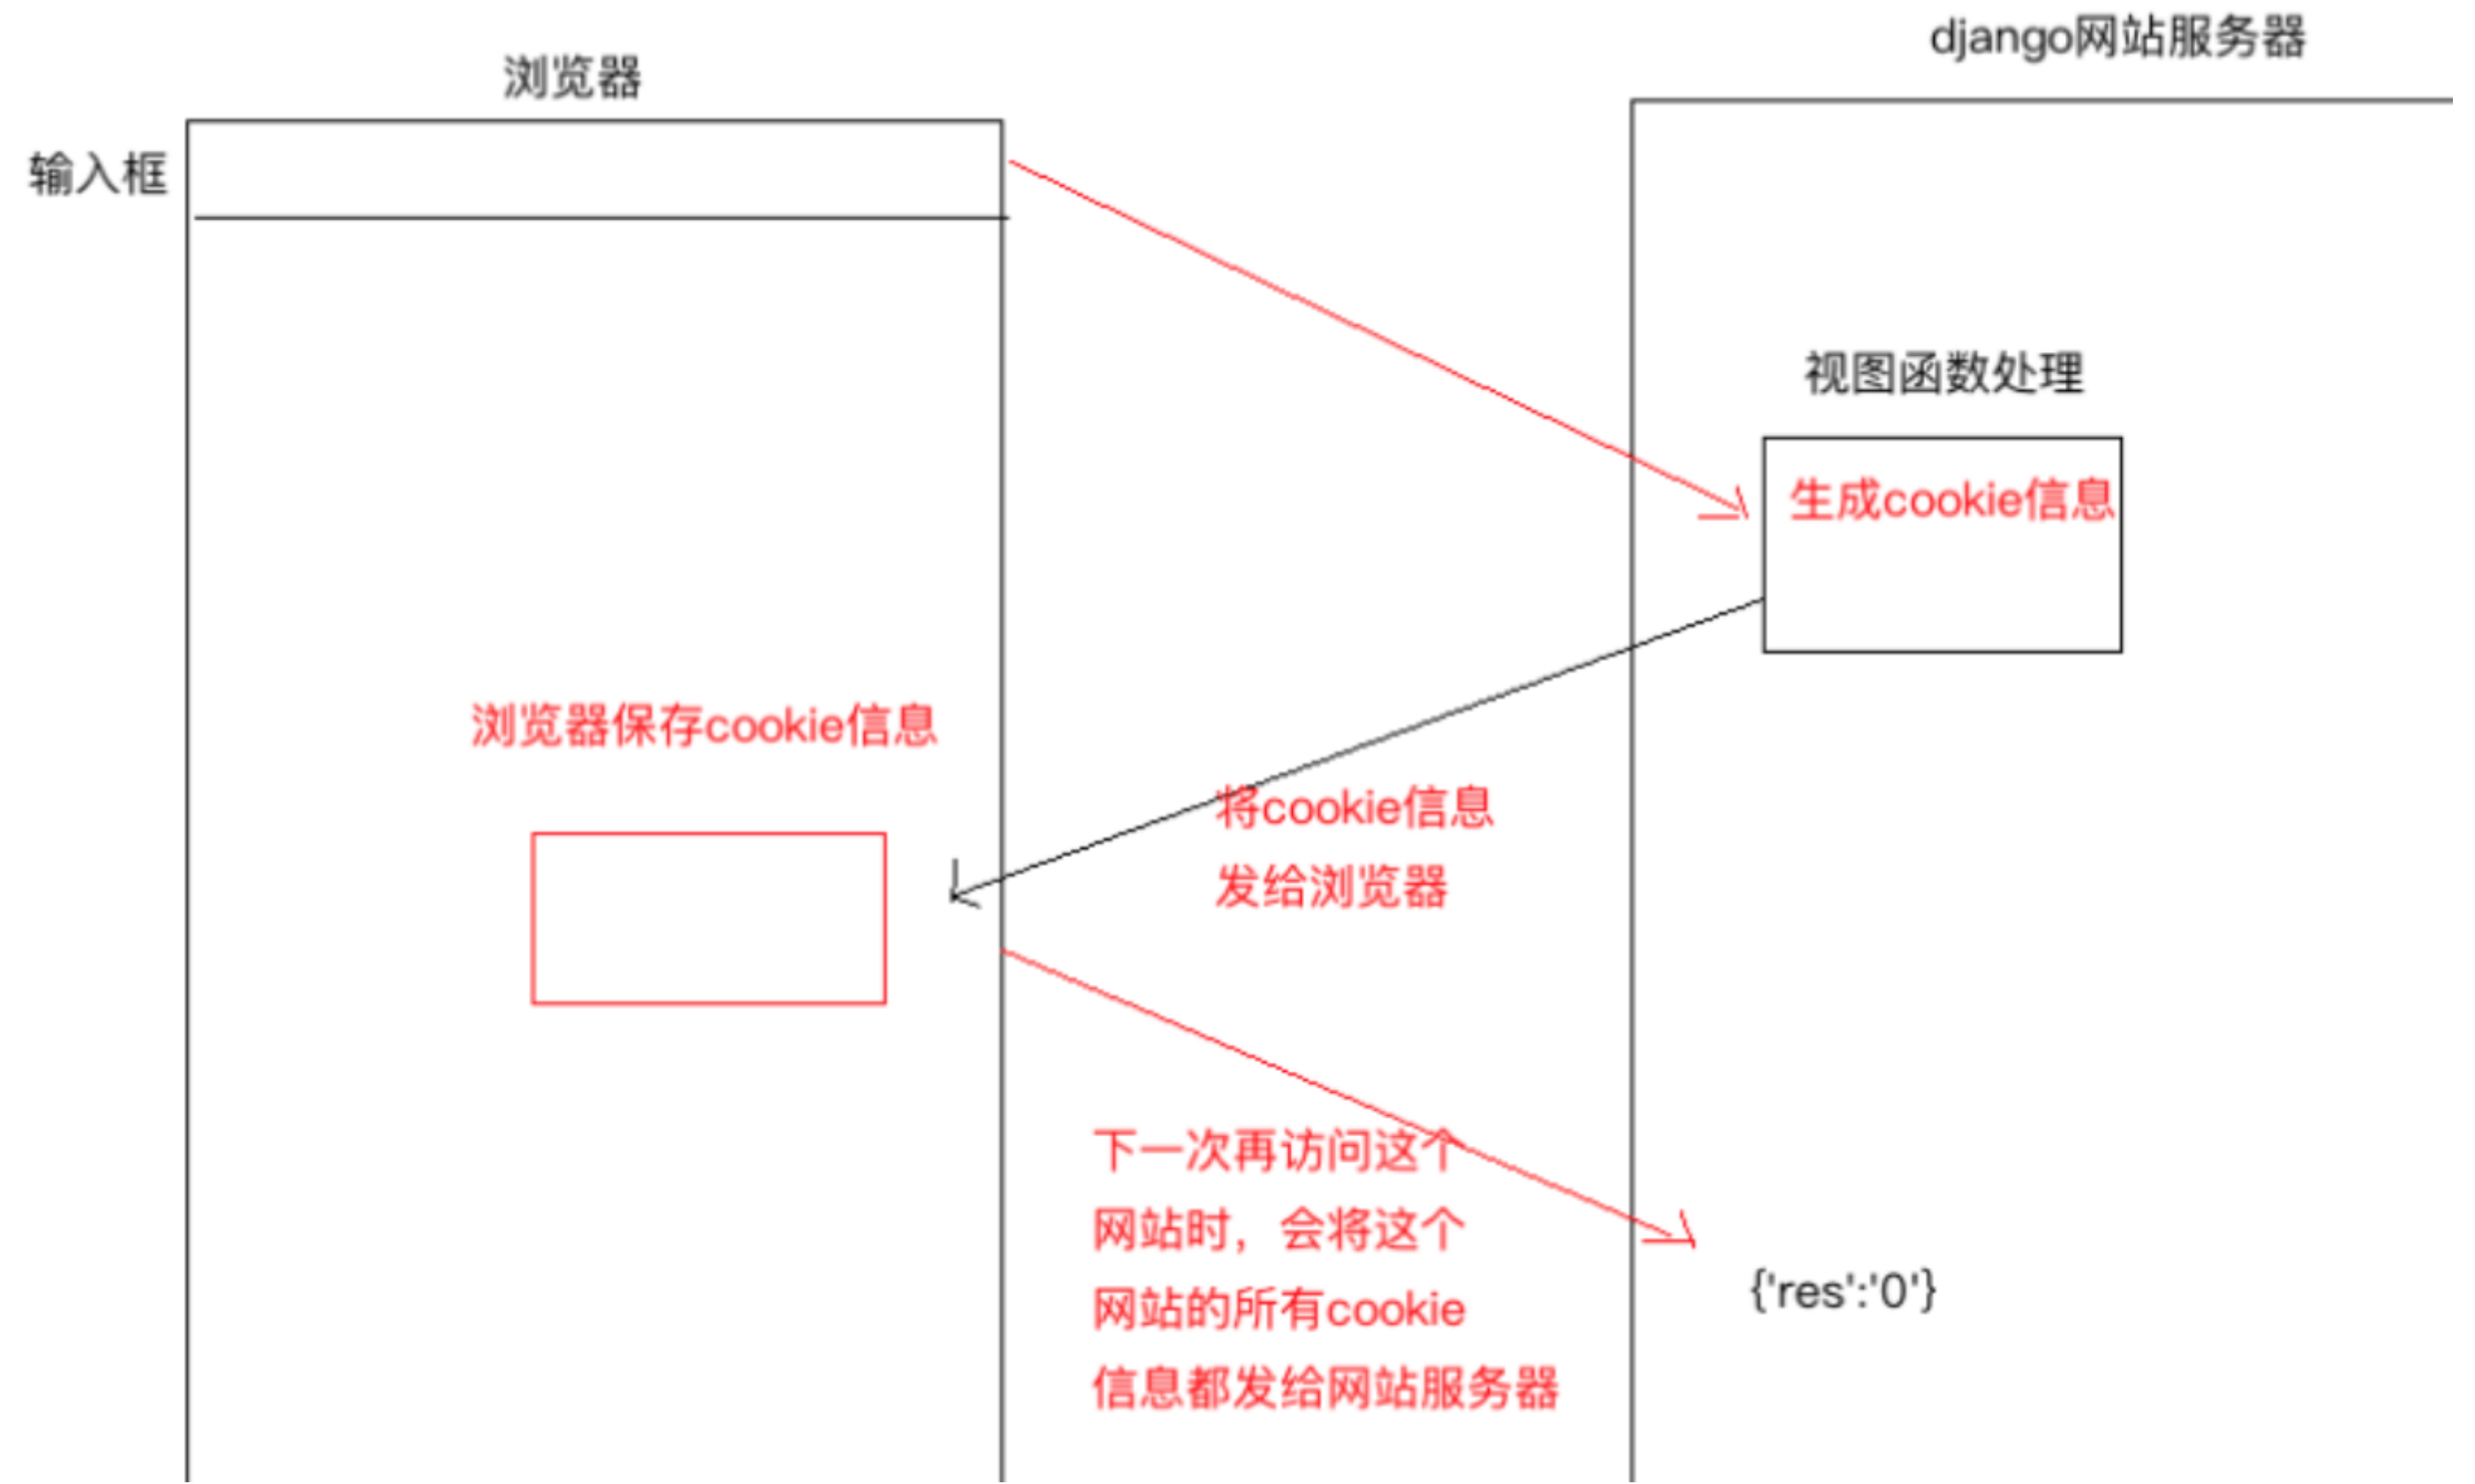 django网站服务器
浏览器
输入框
视图函数处理
生成cookie信息
浏览器保存cookie信息
将cookie信息
发给浏览器
下一次再访问这个
网站时，会将这个
网站的所有cookie
信息都发给网站服务器
{'res':'0'}